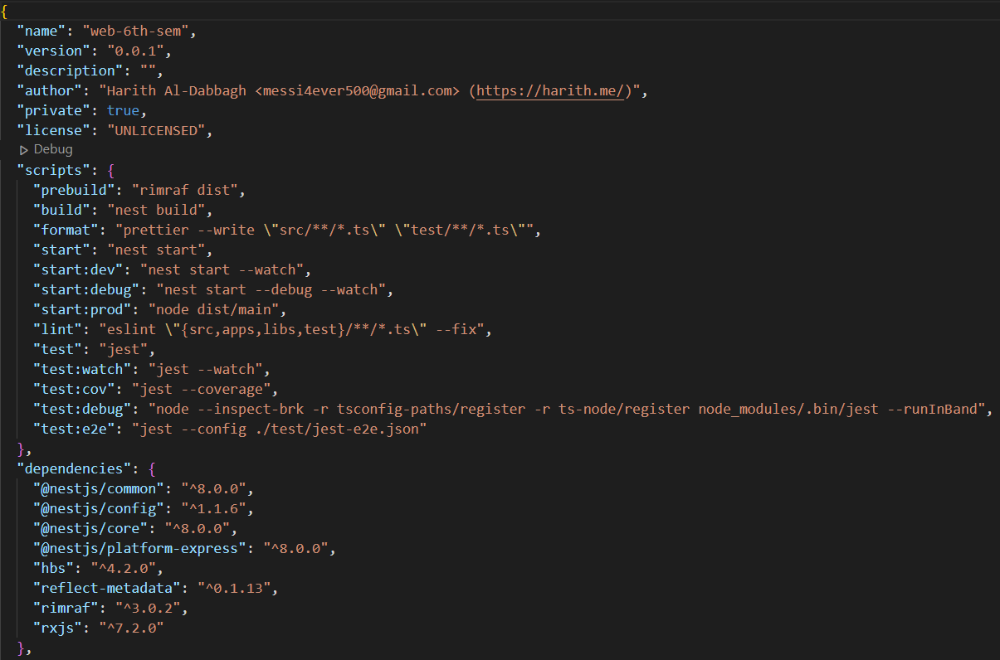 {
"name": "web-6th-sem",
"version": "0.0.1",
"description": "",
"author": "Harith Al-Dabbagh <messi4ever500@gmail.com> (https://harith.me/)",
"private": true,
"license": "UNLICENSED",
Debug
"scripts": {
"prebuild": "rimraf dist",
"build": "nest build",
"format": "prettier --write \"src/**/*.ts\" \"test/**/*.ts\"",
"start": "nest start",
"start:dev": "nest start --watch",
"start:debug": "nest start --debug --watch",
"start:prod": "node dist/main",
"lint": "eslint \"{src,apps,libs,test}/**/*.ts\" --fix",
"test": "jest",
"test:watch": "jest --watch",
"test:cov": "jest --coverage",
"test:debug": "node --inspect-brk -r tsconfig-paths/register -r ts-node/register node_modules/.bin/jest --runInBand",
"test:e2e": "jest --config ./test/jest-e2e.json"
},
"dependencies": {
"@nestjs/common": "^8.0.0",
"@nestjs/config": "^1.1.6",
"@nestjs/core": "^8.0.0",
"@nestjs/platform-express": "^8.0.0",
"hbs": "^4.2.0",
"reflect-metadata": "^0.1.13",
"rimraf": "^3.0.2",
"rxjs": "^7.2.0"
},